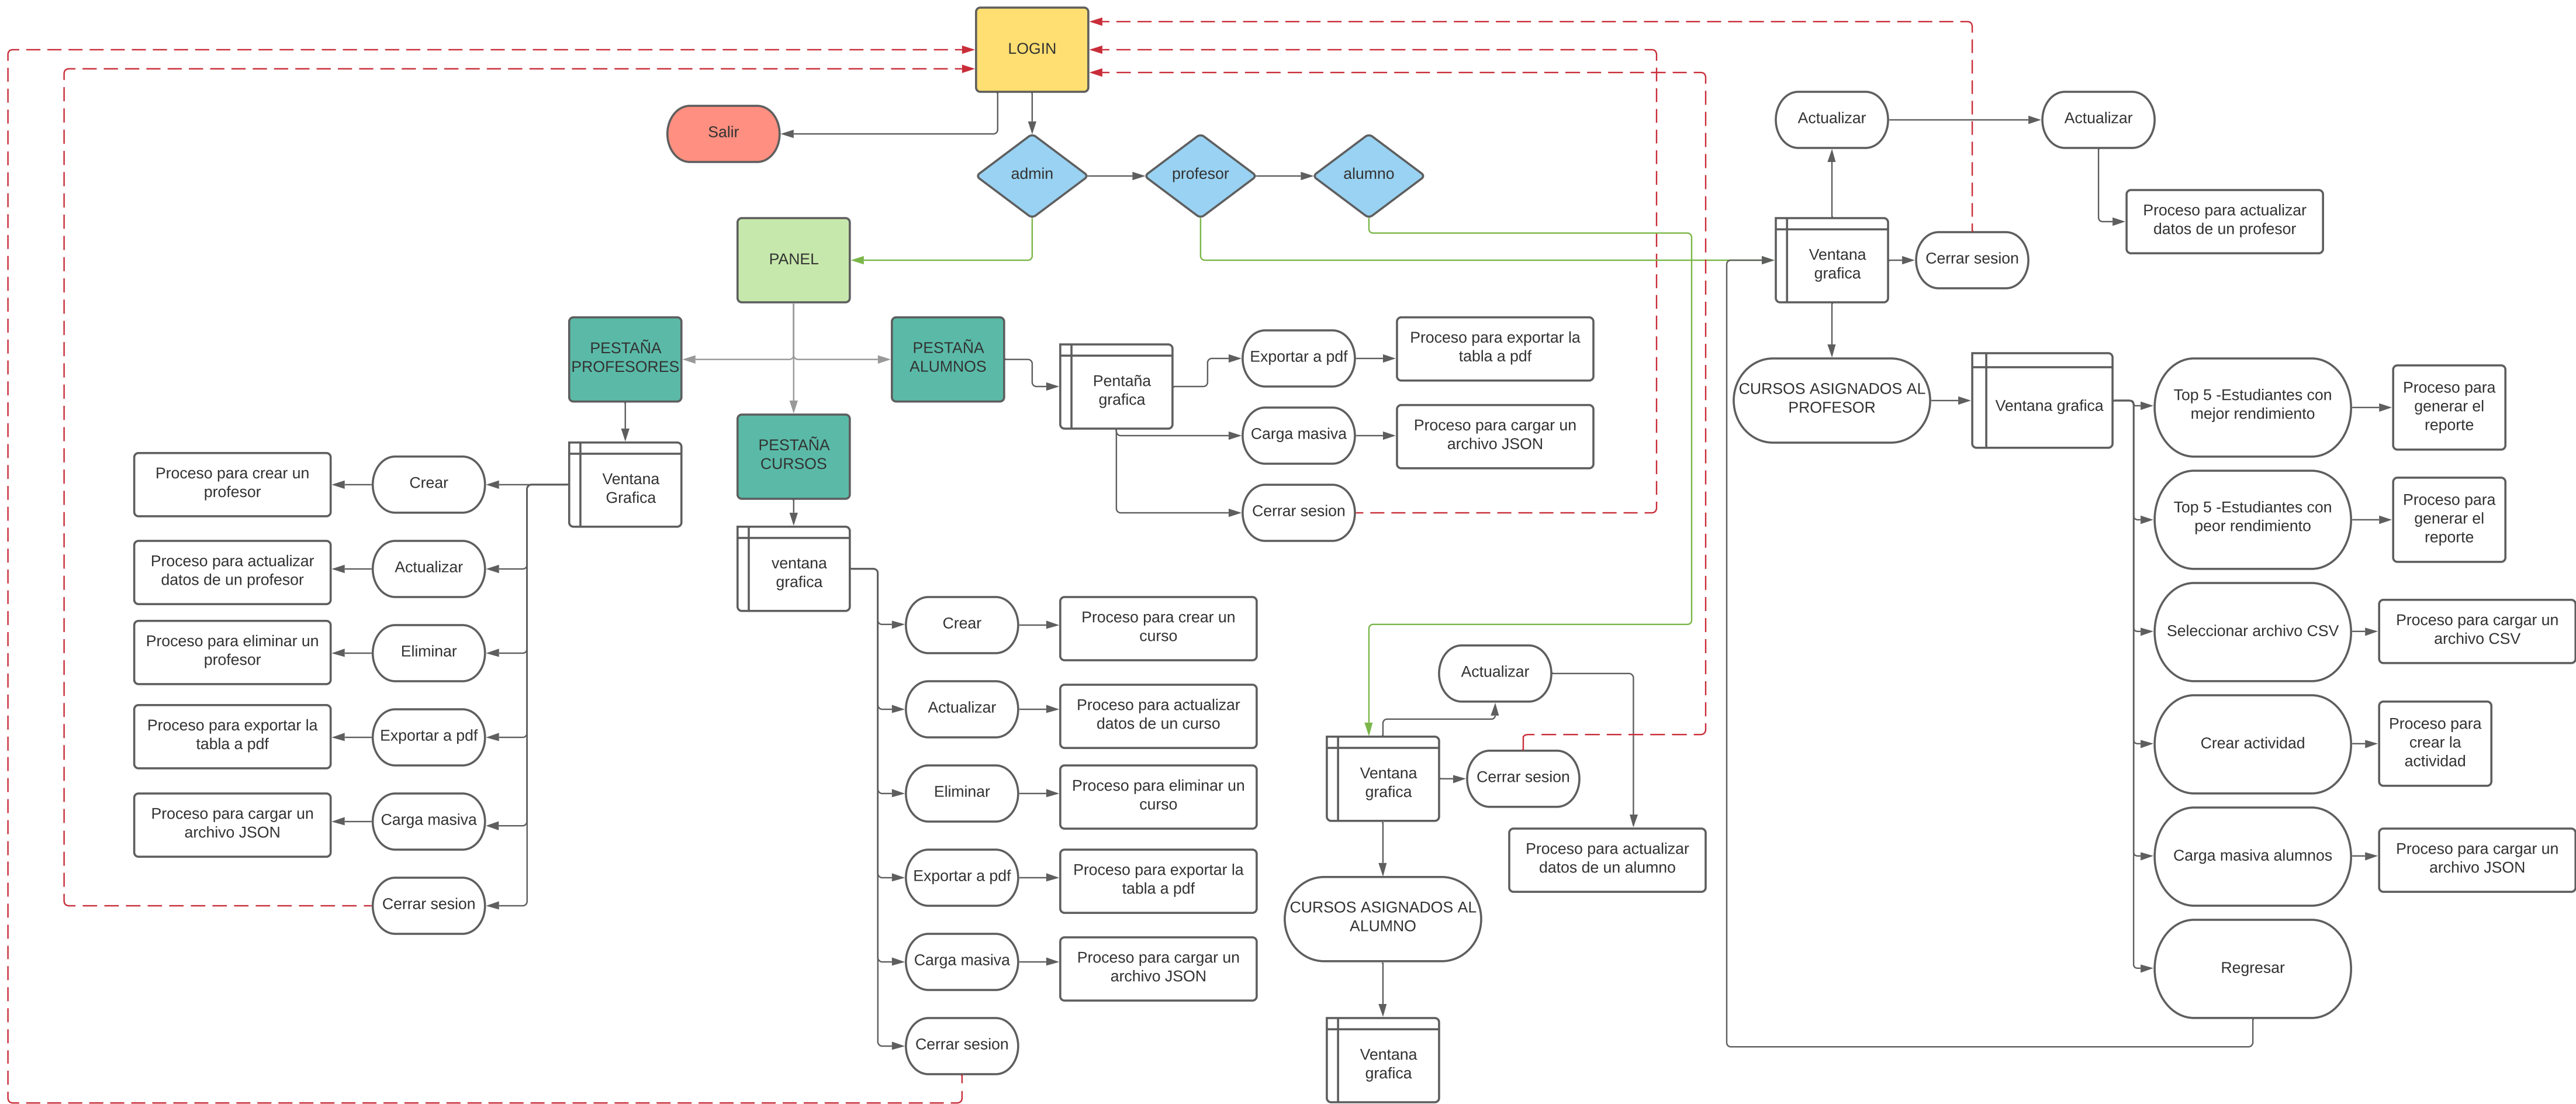 LOGIN
Salir
admin
profesor
alumno
PANEL
PESTAÑA
PROFESORES
PESTAÑA
ALUMNOS
PESTAÑA
CURSOS
Ventana
Grafica
Crear
Proceso para crear un
profesor
Actualizar
Proceso para actualizar
datos de un profesor
Eliminar
Proceso para eliminar un
profesor
Exportar a pdf
Proceso para exportar la
tabla a pdf
Carga masiva
Proceso para cargar un
archivo JSON
Cerrar sesion
ventana
grafica
Crear
Proceso para crear un
curso
Actualizar
Proceso para actualizar
datos de un curso
Eliminar
Proceso para eliminar un
curso
Exportar a pdf
Proceso para exportar la
tabla a pdf
Carga masiva
Proceso para cargar un
archivo JSON
Cerrar sesion
Pentaña
grafica
Exportar a pdf
Proceso para exportar la
tabla a pdf
Carga masiva
Proceso para cargar un
archivo JSON
Cerrar sesion
Actualizar
Ventana
grafica
Cerrar sesion
Proceso para actualizar
datos de un alumno
CURSOS ASIGNADOS AL
ALUMNO
Ventana
grafica
Actualizar
Actualizar
Proceso para actualizar
datos de un profesor
Ventana
grafica
Cerrar sesion
CURSOS ASIGNADOS AL
PROFESOR
Ventana grafica
Top 5 -Estudiantes con
mejor rendimiento
Proceso para
generar el
reporte
Top 5 -Estudiantes con
peor rendimiento
Proceso para
generar el
reporte
Seleccionar archivo CSV
Proceso para cargar un
archivo CSV
Crear actividad
Proceso para
crear la
actividad
Carga masiva alumnos
Proceso para cargar un
archivo JSON
Regresar